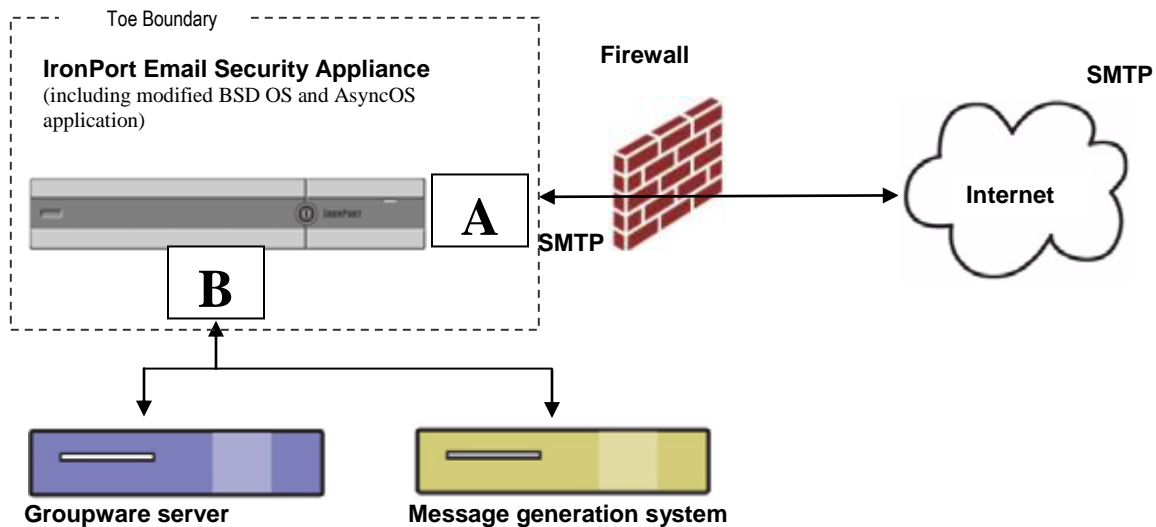 Toe Boundary
IronPort Email Security Appliance
(including modified BSD OS and AsyncOS
application)
Firewall
SMTP
IRONPORT
A
SMTP
Internet
B
Groupware server
Message generation system